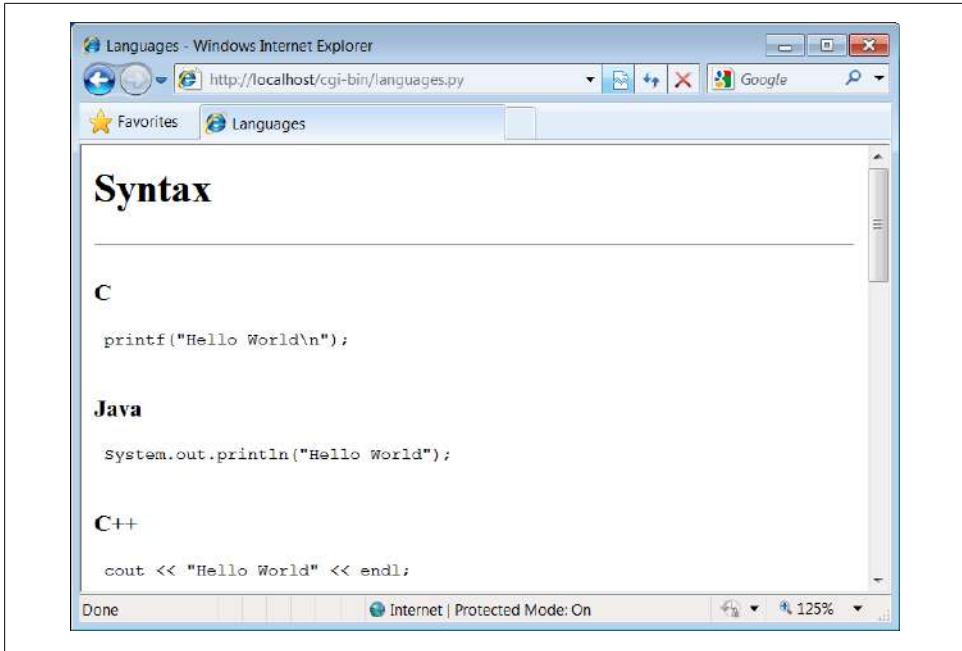 Languages - Windows Internet Explorer
http://localhost/cgi-bin/languages.py
Google
Favorites
Languages
Syntax
C
printf("Hello World\n");
Java
System.out.println("Hello World");
C++
cout << "Hello World" << endl;
Done
Internet | Protected Mode: On
125%